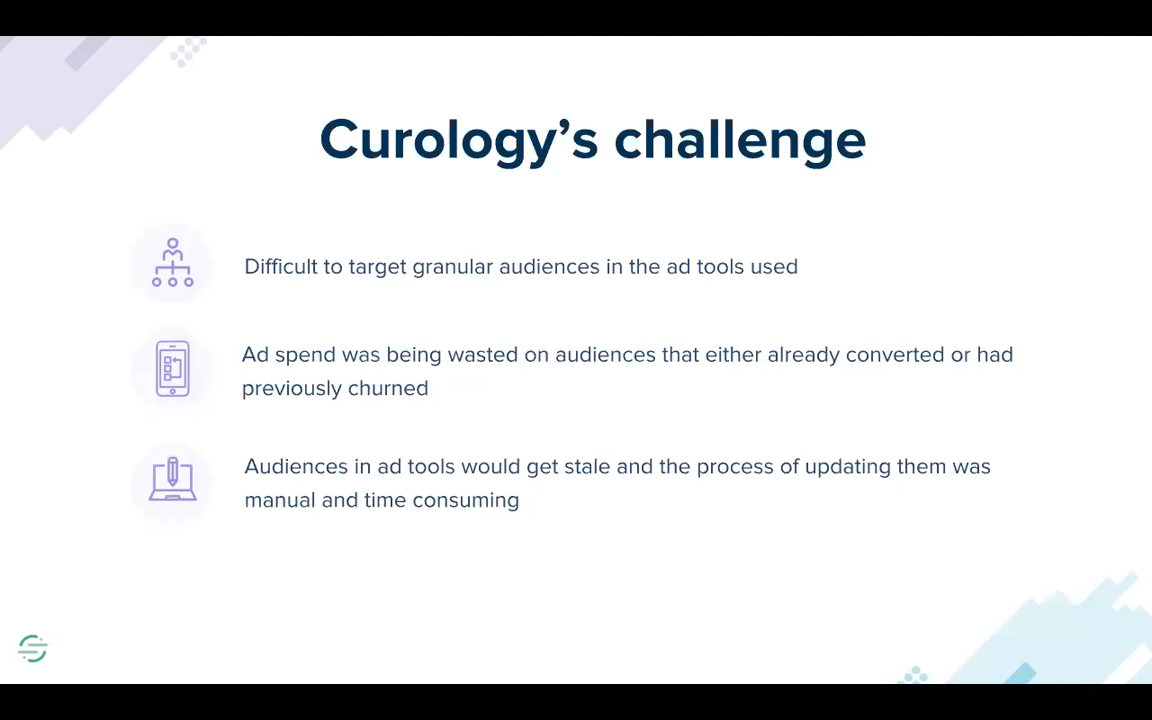 Curology’s challenge
Difficult to target granular audiences in the ad tools used
Ad spend was being wasted on audiences that either already converted or had
previously churned
Audiences in ad tools would get stale and the process of updating them was
manual and time consuming